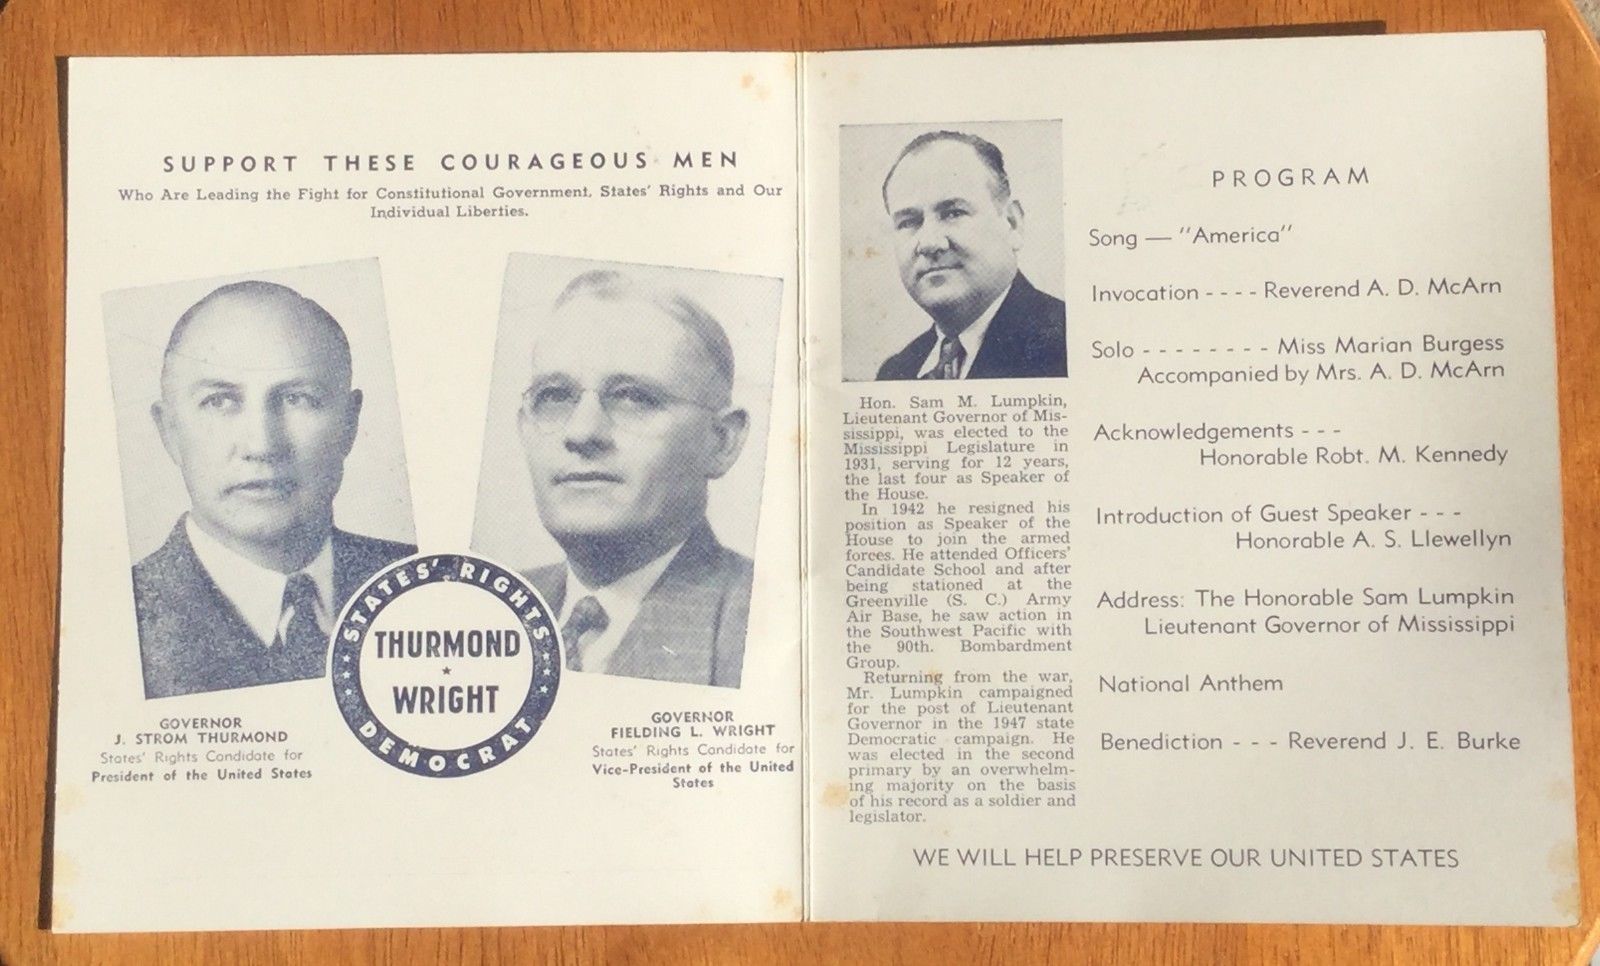 SUPPORT THESE COURAGEOUS MEN
Who Are Leading the Fight for Constitutional Government, States' Rights and Our
Individual Liberties.
STATES' RIGHTS
THURMOND
WRIGHT
DEMOCRAT
GOVERNOR
J. STROM THURMOND
States' Rights Candidate for
President of the United States
GOVERNOR
FIELDING L. WRIGHT
States' Rights Candidate for
Vice-President of the United
States
Hon. Sam M. Lumpkin,
Lieutenant Governor of Mis-
sissippi, was elected to the
Mississippi Legislature in
1931, serving for 12 years,
the last four as Speaker of
the House.
In 1942 he resigned his
position as Speaker of the
House to join the armed
forces. He attended Officers'
Candidate School and after
being stationed at the
Greenville (S. C.) Army
Air Base, he saw action in
the Southwest Pacific with
the 90th. Bombardment
Group.
Returning from the war,
Mr. Lumpkin campaigned
for the post of Lieutenant
Governor in the 1947 state
Democratic campaign. He
was elected in the second
primary by an overwhelm-
ing majority on the basis
of his record as a soldier and
legislator.
PROGRAM
Song — "America"
Invocation - - - - Reverend A. D. McArn
Solo - - - - - - - - Miss Marian Burgess
Accompanied by Mrs. A. D. McArn
Acknowledgements - - -
Honorable Robt. M. Kennedy
Introduction of Guest Speaker - - -
Honorable A. S. Llewellyn
Address: The Honorable Sam Lumpkin
Lieutenant Governor of Mississippi
National Anthem
Benediction - - - Reverend J. E. Burke
WE WILL HELP PRESERVE OUR UNITED STATES